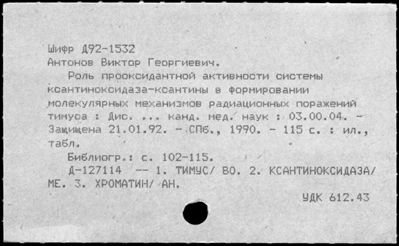 Шифр Д92-1532
Антонов Виктор Георгиевич.
Роль прооксидантной активности системы
ксантиноксидаза-ксантины в формировании
молекулярных механизмов радиационных поражений
тимуса : Дис. ... канд. мед. наук : 03.00.04. -
Защищена 21.01.92. - СПб., 1990. - 115 с. : ил.,
табл.
Библиогр.: с. 102-115.
Д-127114 -- 1. ТИМУС/ ВО. 2. КСАНТИНОКСИДАЗА/
МЕ. 3. ХРОМАТИН/ АН.
УДК 612.43